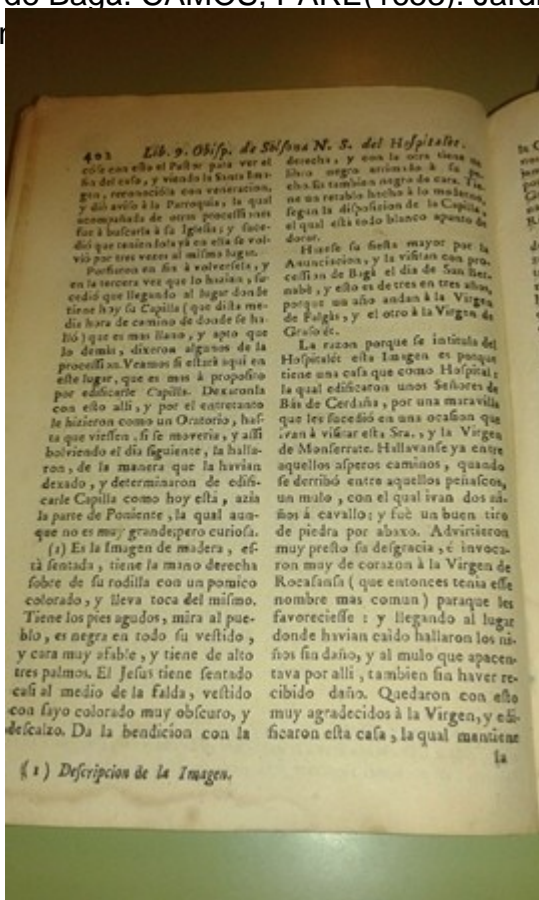 de Bagà. CAMÓS, PARE(1658). Jardí
402 Lib. 9. Obiſp. de Solſona N. S. del Hoſpitalèt.
cóſe con eſto el Paſtor para ver el
fin del caſo, y viendo la Santa Ima-
gen, reconociòla con veneracion,
y diò aviſo à la Parroquia, la qual
acompañada de otros proceſſiones
fue à buſcarla à ſu Igleſia; y ſuce-
diò que tenien lola yà en ella ſe vol-
viò por tres veces al miſmo lugar.
Porfiaron en fin à volverſela, y
en la tercera vez que lo hazian, ſu-
cediò que llegando al lugar donde
tiene hoy ſu Capilla (que diſta me-
dia hora de camino de donde ſe ha-
llò) que es mas llano, y apto que
lo demàs, dixeron algunos de la
proceſſion. Veamos ſi eſtarà aqui en
eſte lugar, que es mas à propoſito
por edificarle Capilla. Dexaronla
con eſto alli, y por el entretanto
le hizieron como un Oratorio, haſ-
ta que vieſſen, ſi ſe moveria, y aſſi
bolviendo el dia ſiguiente, la halla-
ron, de la manera que la havian
dexado, y determinaron de edifi-
carle Capilla como hoy eſtà, azia
la parte de Poniente, la qual aun-
que no es muy grande, pero curioſa.
(1) Es la Imagen de madera, eſ-
tà ſentada, tiene la mano derecha
ſobre de ſu rodilla con un pomico
colorado, y lleva toca del miſmo.
Tiene los pies agudos, mira al pue-
blo, es negra en todo ſu veſtido,
y cara muy afable, y tiene de alto
tres palmos. El Jeſus tiene ſentado
caſi al medio de la falda, veſtido
con ſayo colorado muy obſcuro, y
deſcalzo. Da la bendicion con la
(1) Deſcripcion de la Imagen.
derecha, y con la otra tiene un
libro negro arrimado à ſu pe-
cho. Es tambien negra de cara. Tie-
ne un retablo hecho à lo moderno,
ſegun la diſpoſicion de la Capilla,
el qual eſtà todo blanco apunto de
dorar.
Hazeſe ſu fieſta mayor por la
Anunciacion, y la viſitan con pro-
ceſſion de Bagà el dia de San Ber-
nabè, y eſto es de tres en tres años,
porque un año andan à la Virgen
de Falgàs, y el otro à la Virgen de
Graſolèt.
La razon porque ſe intitula del
Hoſpitalèt eſta Imagen es porque
tiene una caſa que como Hoſpital:
la qual edificaron unos Señores de
Bàs de Cerdaña, por una maravilla
que les ſucediò en una ocaſion que
ivan à viſitar eſta Sra., y la Virgen
de Monſerrate. Hallavanſe ya entre
aquellos aſperos caminos, quando
ſe derribò entre aquellos peñaſcos,
un mulo, con el qual ivan dos ni-
ños à cavallo; y fuè un buen tiro
de piedra por abaxo. Advirtieron
muy preſto ſu deſgracia, è invoca-
ron muy de corazon à la Virgen de
Rocaſanſa (que entonces tenia eſſe
nombre mas comun) paraque les
favorecieſſe: y llegando al lugar
donde havian caido hallaron los ni-
ños ſin daño, y al mulo que apacen-
tava por alli, tambien ſin haver re-
cibido daño. Quedaron con eſto
muy agradecidos à la Virgen, y edi-
ficaron eſta caſa, la qual mantiene
la